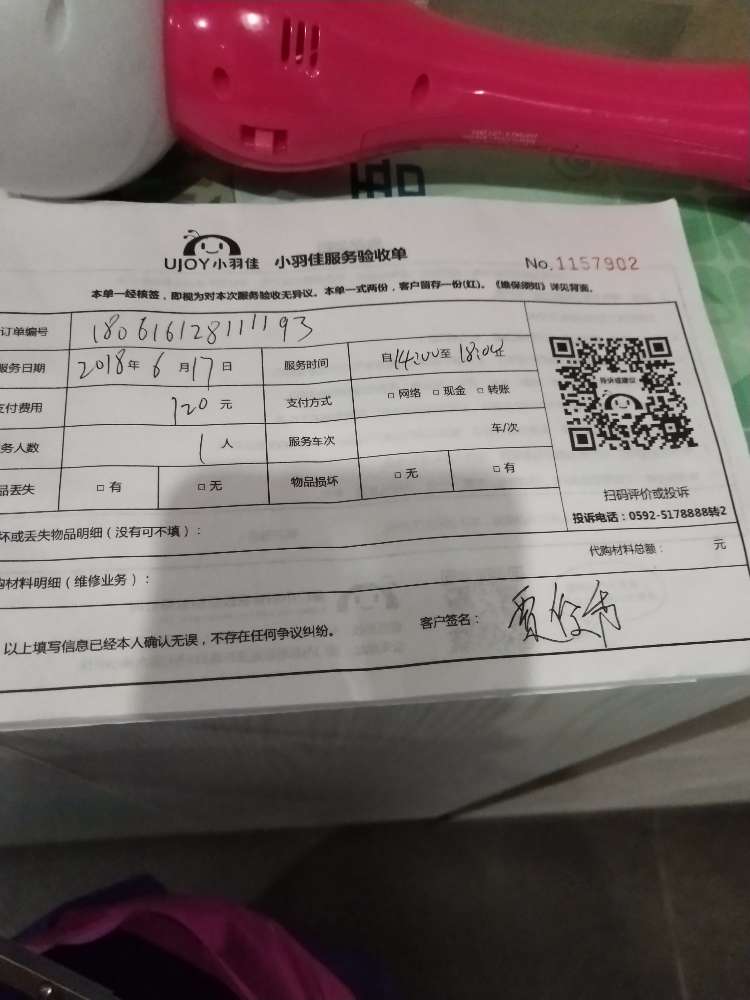 UJOY小羽佳 小羽佳服务验收单 No.1157902
本单一经核签，即视为对本次服务验收无异议。本单一式两份，客户留存一份(红)。《维保须知》详见背面。
订单编号 18061612811193
服务日期 2018年6月17日 服务时间 自14:00至18:00止
支付费用 120元 支付方式 □网络 □现金 □转账
务人数 1人 服务车次 车/次
品丢失 □有 □无 物品损坏 □无 □有
投诉或建议
扫码评价或投诉
投诉电话：0592-5178888转2
坏或丢失物品明细（没有可不填）：
代购材料总额： 元
购材料明细（维修业务）：
以上填写信息已经本人确认无误，不存在任何争议纠纷。 客户签名：